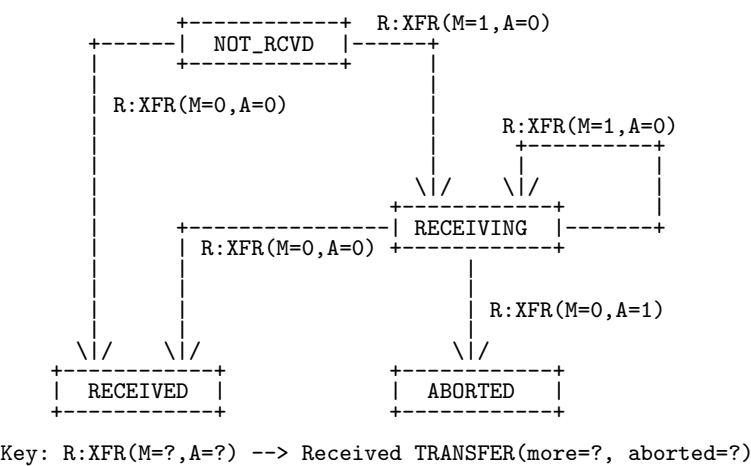 R:XFR(M=1,A=0)
NOT_RCVD
R:XFR(M=0,A=0)
R:XFR(M=1,A=0)
RECEIVING
R:XFR(M=0,A=0)
R:XFR(M=0,A=1)
RECEIVED
ABORTED
Key: R:XFR(M=?,A=?) --> Received TRANSFER(more=?, aborted=?)